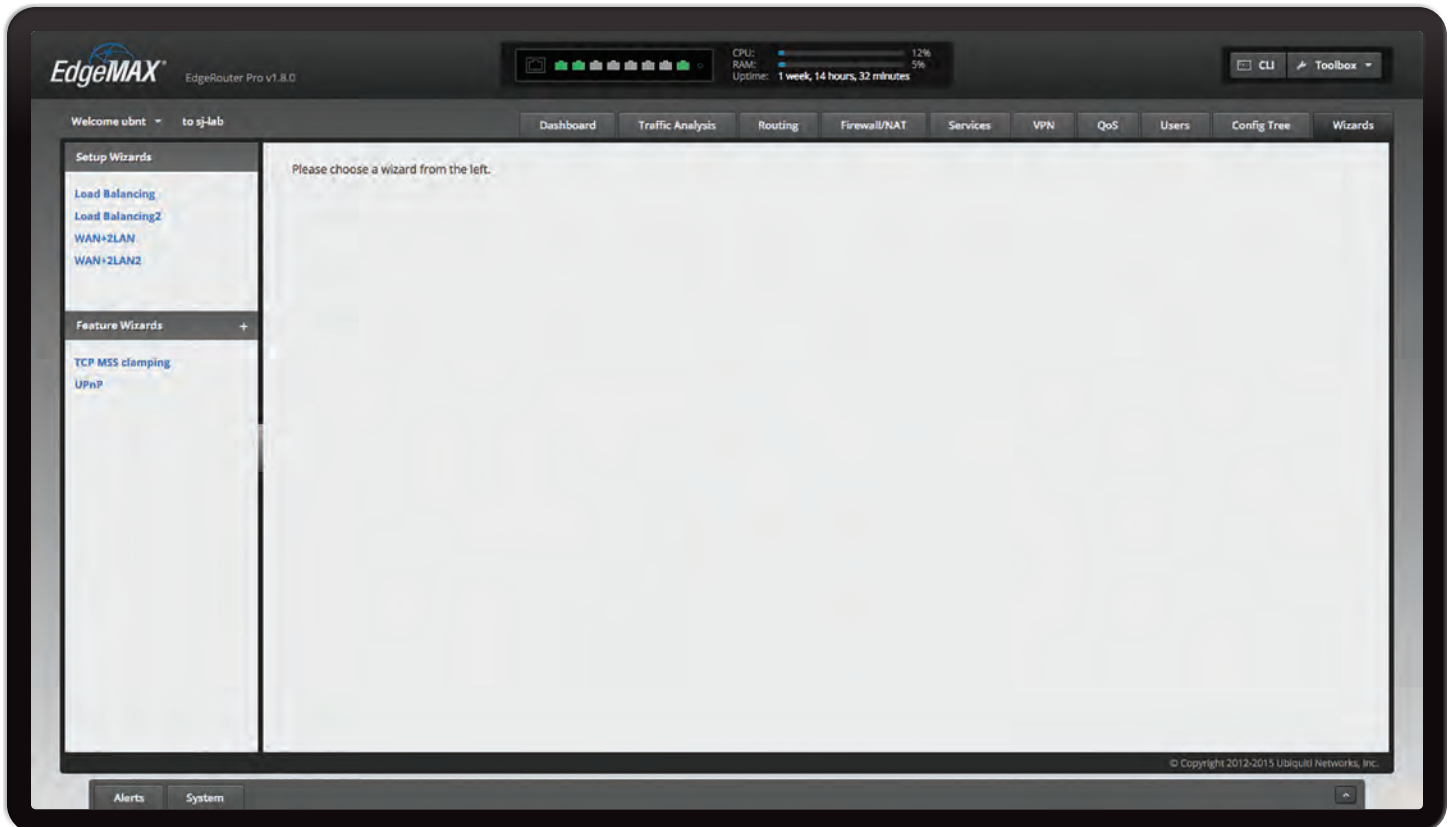 EdgeMAX® EdgeRouter Pro v1.8.0
CPU: 12%
RAM: 5%
Uptime: 1 week, 14 hours, 32 minutes
CLI Toolbox
Welcome ubnt to sj-lab
Dashboard Traffic Analysis Routing Firewall/NAT Services VPN QoS Users Config Tree Wizards
Setup Wizards
Load Balancing
Load Balancing2
WAN+2LAN
WAN+2LAN2
Feature Wizards +
TCP MSS clamping
UPnP
Please choose a wizard from the left.
© Copyright 2012-2015 Ubiquiti Networks, Inc.
Alerts System